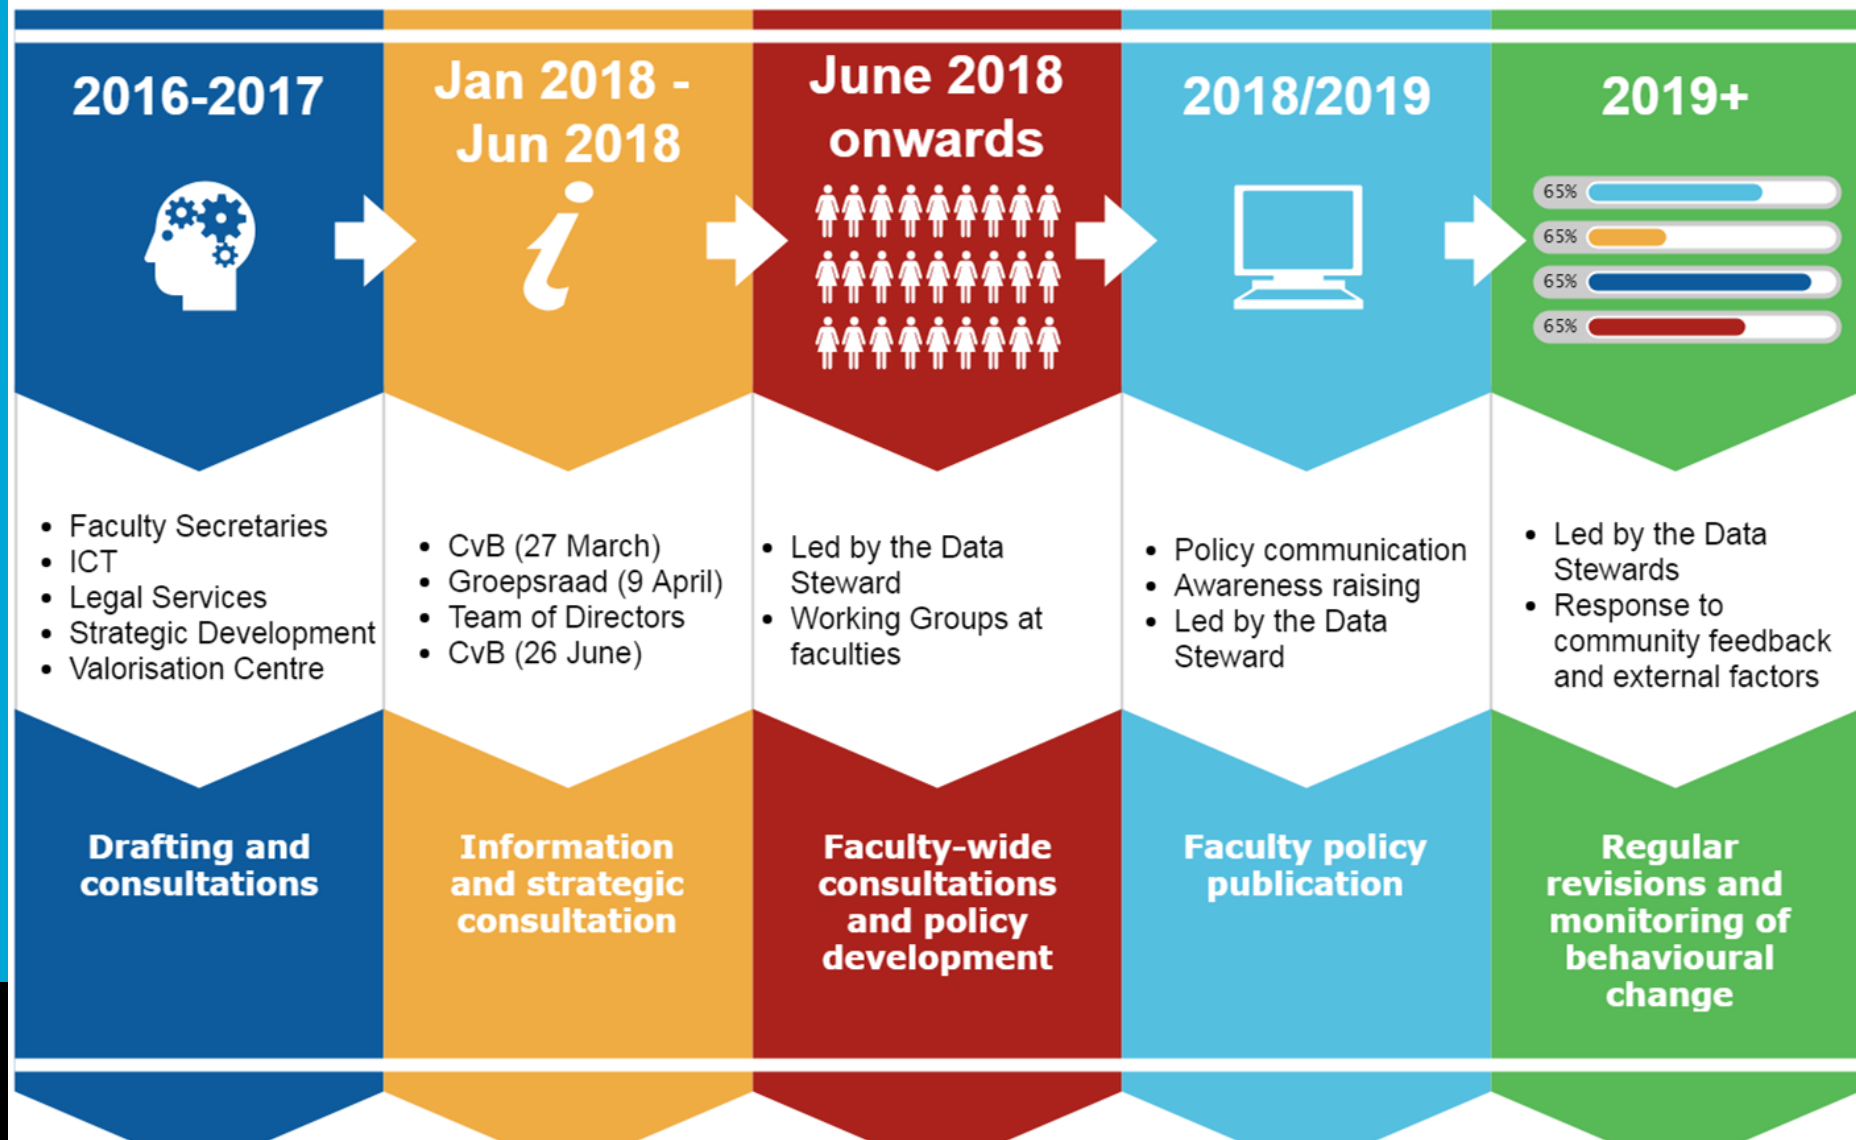 2016-2017
Jan 2018 -
Jun 2018
June 2018
onwards
2018/2019
2019+
65%
65%
65%
65%
• Faculty Secretaries
• ICT
• Legal Services
• Strategic Development
• Valorisation Centre
• CvB (27 March)
• Groepsraad (9 April)
• Team of Directors
• CvB (26 June)
• Led by the Data
Steward
• Working Groups at
faculties
• Policy communication
• Awareness raising
• Led by the Data
Steward
• Led by the Data
Stewards
• Response to
community feedback
and external factors
Drafting and
consultations
Information
and strategic
consultation
Faculty-wide
consultations
and policy
development
Faculty policy
publication
Regular
revisions and
monitoring of
behavioural
change